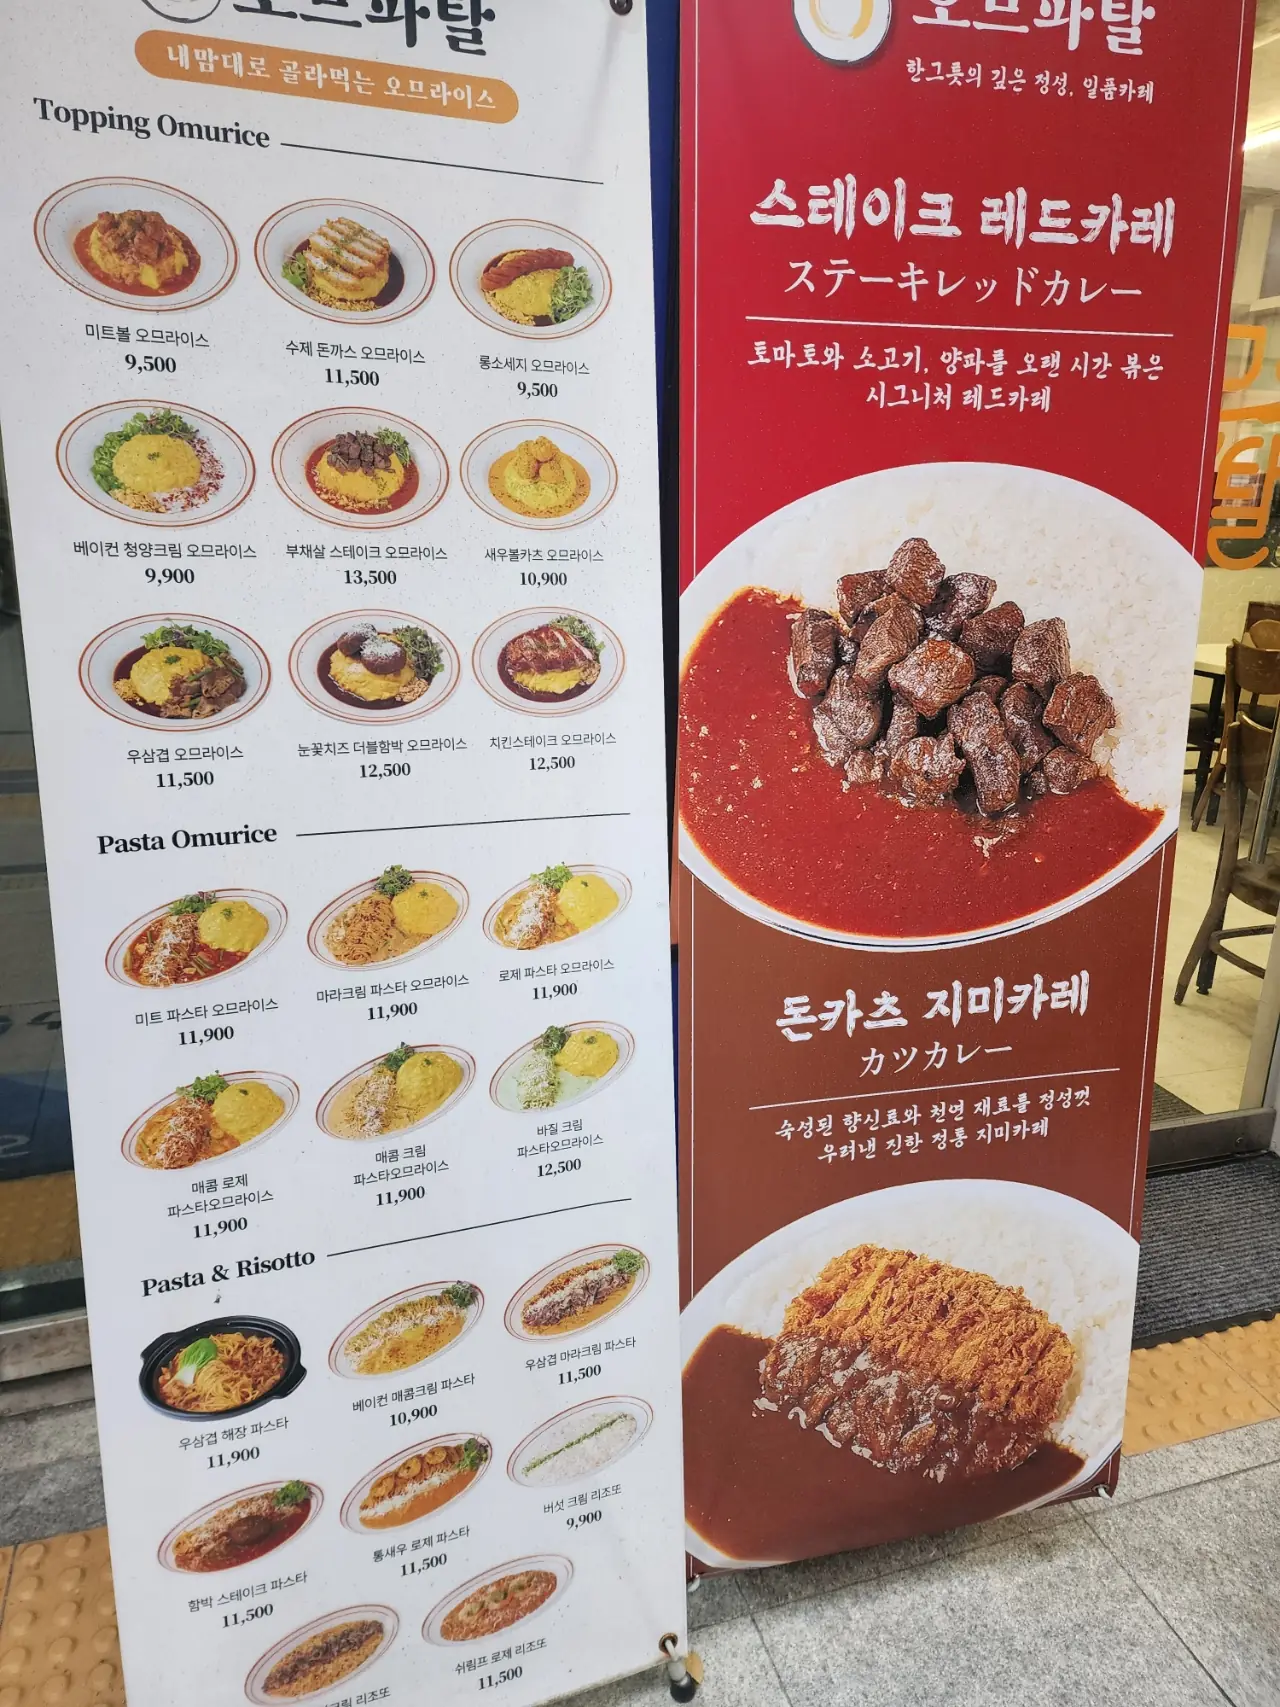 오므파탈
내맘대로 골라먹는 오므라이스
Topping Omurice
미트볼 오므라이스
9,500
수제 돈까스 오므라이스
11,500
롱소세지 오므라이스
9,500
베이컨 청양크림 오므라이스
9,900
부채살 스테이크 오므라이스
13,500
새우볼카츠 오므라이스
10,900
우삼겹 오므라이스
11,500
눈꽃치즈 더블함박 오므라이스
12,500
치킨스테이크 오므라이스
12,500
Pasta Omurice
미트 파스타 오므라이스
11,900
마라크림 파스타 오므라이스
11,900
로제 파스타 오므라이스
11,900
매콤 로제
파스타오므라이스
11,900
매콤 크림
파스타오므라이스
11,900
바질 크림
파스타오므라이스
12,500
Pasta & Risotto
우삼겹 해장 파스타
11,900
베이컨 매콤크림 파스타
10,900
우삼겹 마라크림 파스타
11,500
함박 스테이크 파스타
11,500
통새우 로제 파스타
11,500
버섯 크림 리조또
9,900
크림 리조또
쉬림프 로제 리조또
11,500
오므파탈
한그릇의 깊은 정성, 일품카레
스테이크 레드카레
ステーキレッドカレー
토마토와 소고기, 양파를 오랜 시간 볶은
시그니처 레드카레
돈카츠 지미카레
カツカレー
숙성된 향신료와 천연 재료를 정성껏
우려낸 진한 정통 지미카레